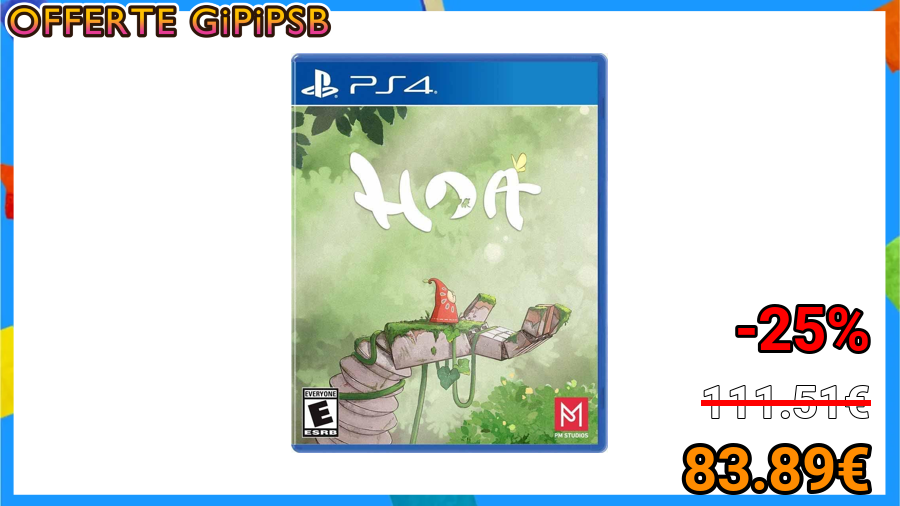 OFFERTE GiPiPSB
PS4
HOA
-25%
111.51€
83.89€
EVERYONE
E
ESRB
FM STUDIOS